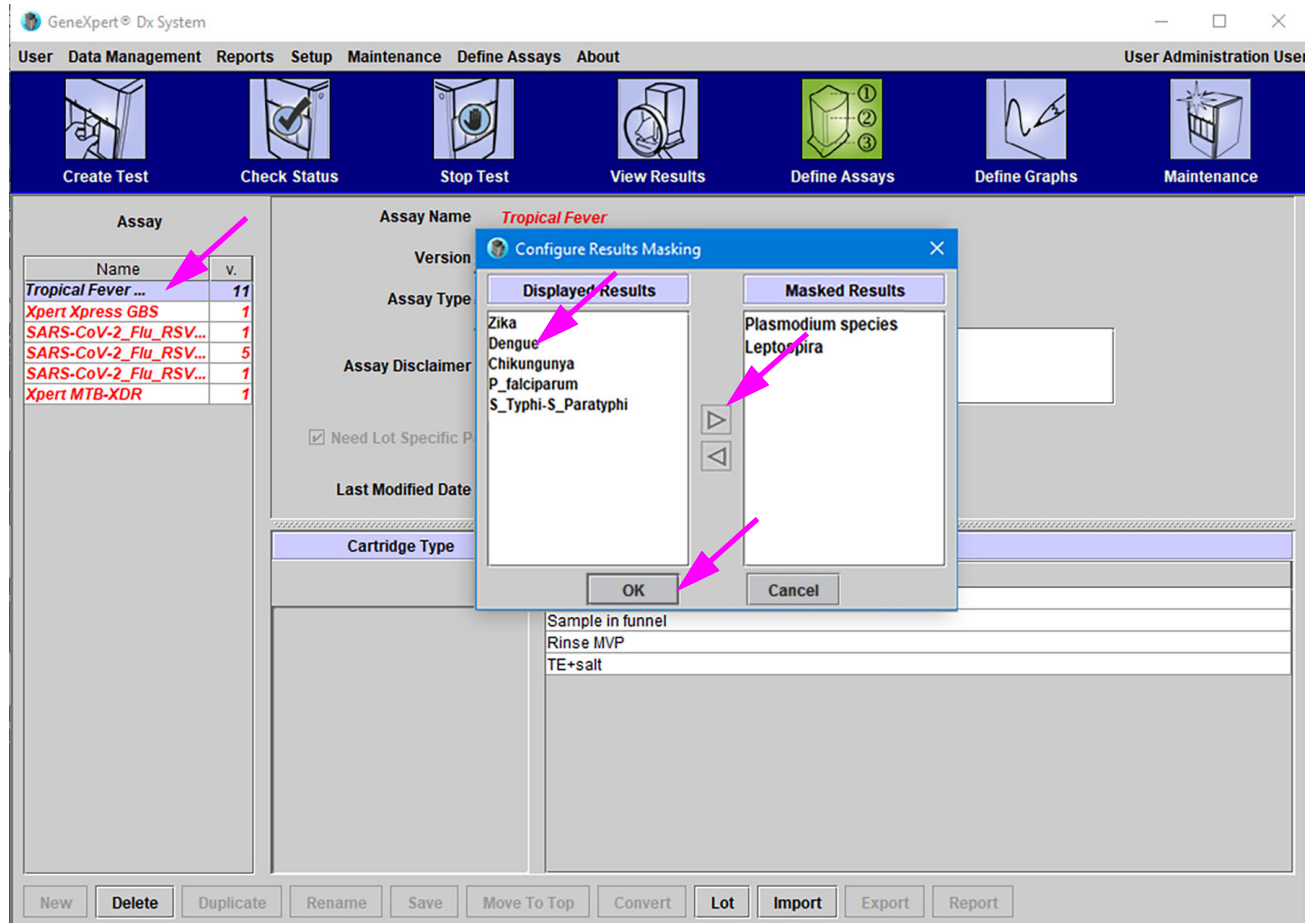 GeneXpert® Dx System
User Data Management Reports Setup Maintenance Define Assays About User Administration User
Create Test Check Status Stop Test View Results Define Assays Define Graphs Maintenance
① ② ③
Assay
Name v.
Tropical Fever ... 11
Xpert Xpress GBS 1
SARS-CoV-2_Flu_RSV... 1
SARS-CoV-2_Flu_RSV... 5
SARS-CoV-2_Flu_RSV... 1
Xpert MTB-XDR 1
Assay Name Tropical Fever
Version
Assay Type
Assay Disclaimer
Need Lot Specific P
Last Modified Date
Configure Results Masking
Displayed Results
Zika
Dengue
Chikungunya
P_falciparum
S_Typhi-S_Paratyphi
Masked Results
Plasmodium species
Leptospira
OK Cancel
Cartridge Type
Sample in funnel
Rinse MVP
TE+salt
New Delete Duplicate Rename Save Move To Top Convert Lot Import Export Report